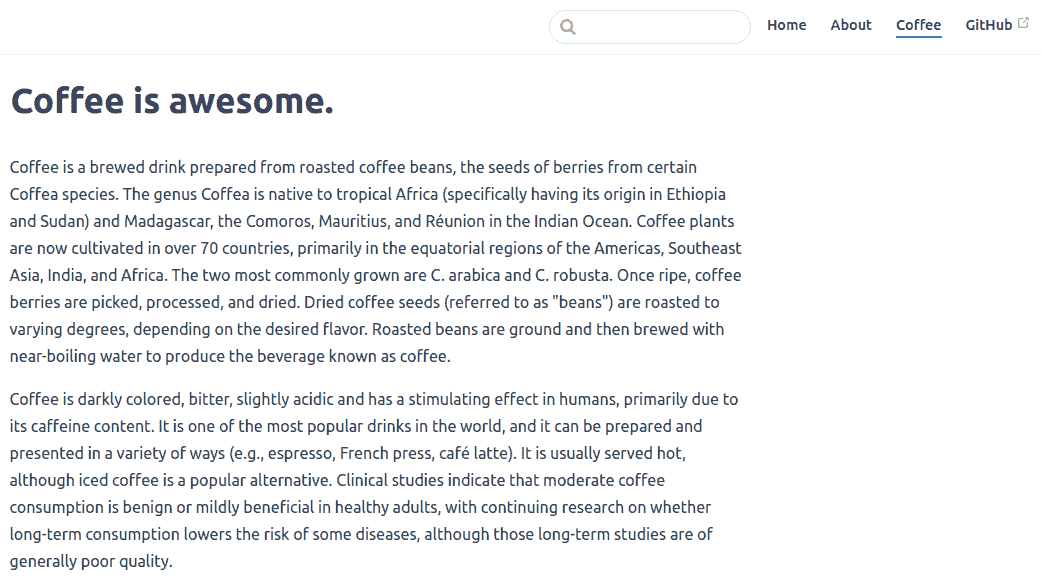 Home About Coffee GitHub
Coffee is awesome.
Coffee is a brewed drink prepared from roasted coffee beans, the seeds of berries from certain
Coffea species. The genus Coffea is native to tropical Africa (specifically having its origin in Ethiopia
and Sudan) and Madagascar, the Comoros, Mauritius, and Réunion in the Indian Ocean. Coffee plants
are now cultivated in over 70 countries, primarily in the equatorial regions of the Americas, Southeast
Asia, India, and Africa. The two most commonly grown are C. arabica and C. robusta. Once ripe, coffee
berries are picked, processed, and dried. Dried coffee seeds (referred to as "beans") are roasted to
varying degrees, depending on the desired flavor. Roasted beans are ground and then brewed with
near-boiling water to produce the beverage known as coffee.
Coffee is darkly colored, bitter, slightly acidic and has a stimulating effect in humans, primarily due to
its caffeine content. It is one of the most popular drinks in the world, and it can be prepared and
presented in a variety of ways (e.g., espresso, French press, café latte). It is usually served hot,
although iced coffee is a popular alternative. Clinical studies indicate that moderate coffee
consumption is benign or mildly beneficial in healthy adults, with continuing research on whether
long-term consumption lowers the risk of some diseases, although those long-term studies are of
generally poor quality.